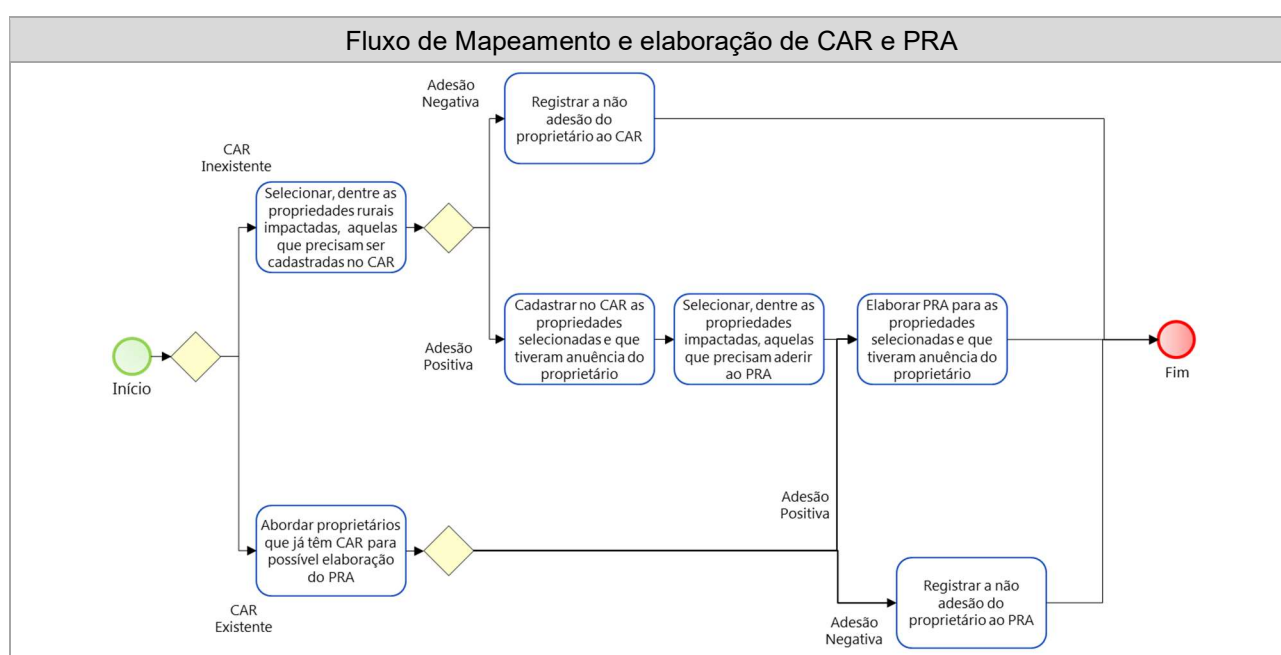 Fluxo de Mapeamento e elaboração de CAR e PRA
Adesão
Negativa
Registrar a não
adesão do
proprietário ao CAR
CAR
Inexistente
Selecionar, dentre as
propriedades rurais
impactadas, aquelas
que precisam ser
cadastradas no CAR
Adesão
Positiva
Cadastrar no CAR as
propriedades
selecionadas e que
tiveram anuência do
proprietário
Selecionar, dentre as
propriedades
impactadas, aquelas
que precisam aderir
ao PRA
Elaborar PRA para as
propriedades
selecionadas e que
tiveram anuência do
proprietário
Início
Fim
Abordar proprietários
que já têm CAR para
possível elaboração
do PRA
CAR
Existente
Adesão
Positiva
Adesão
Negativa
Registrar a não
adesão do
proprietário ao PRA